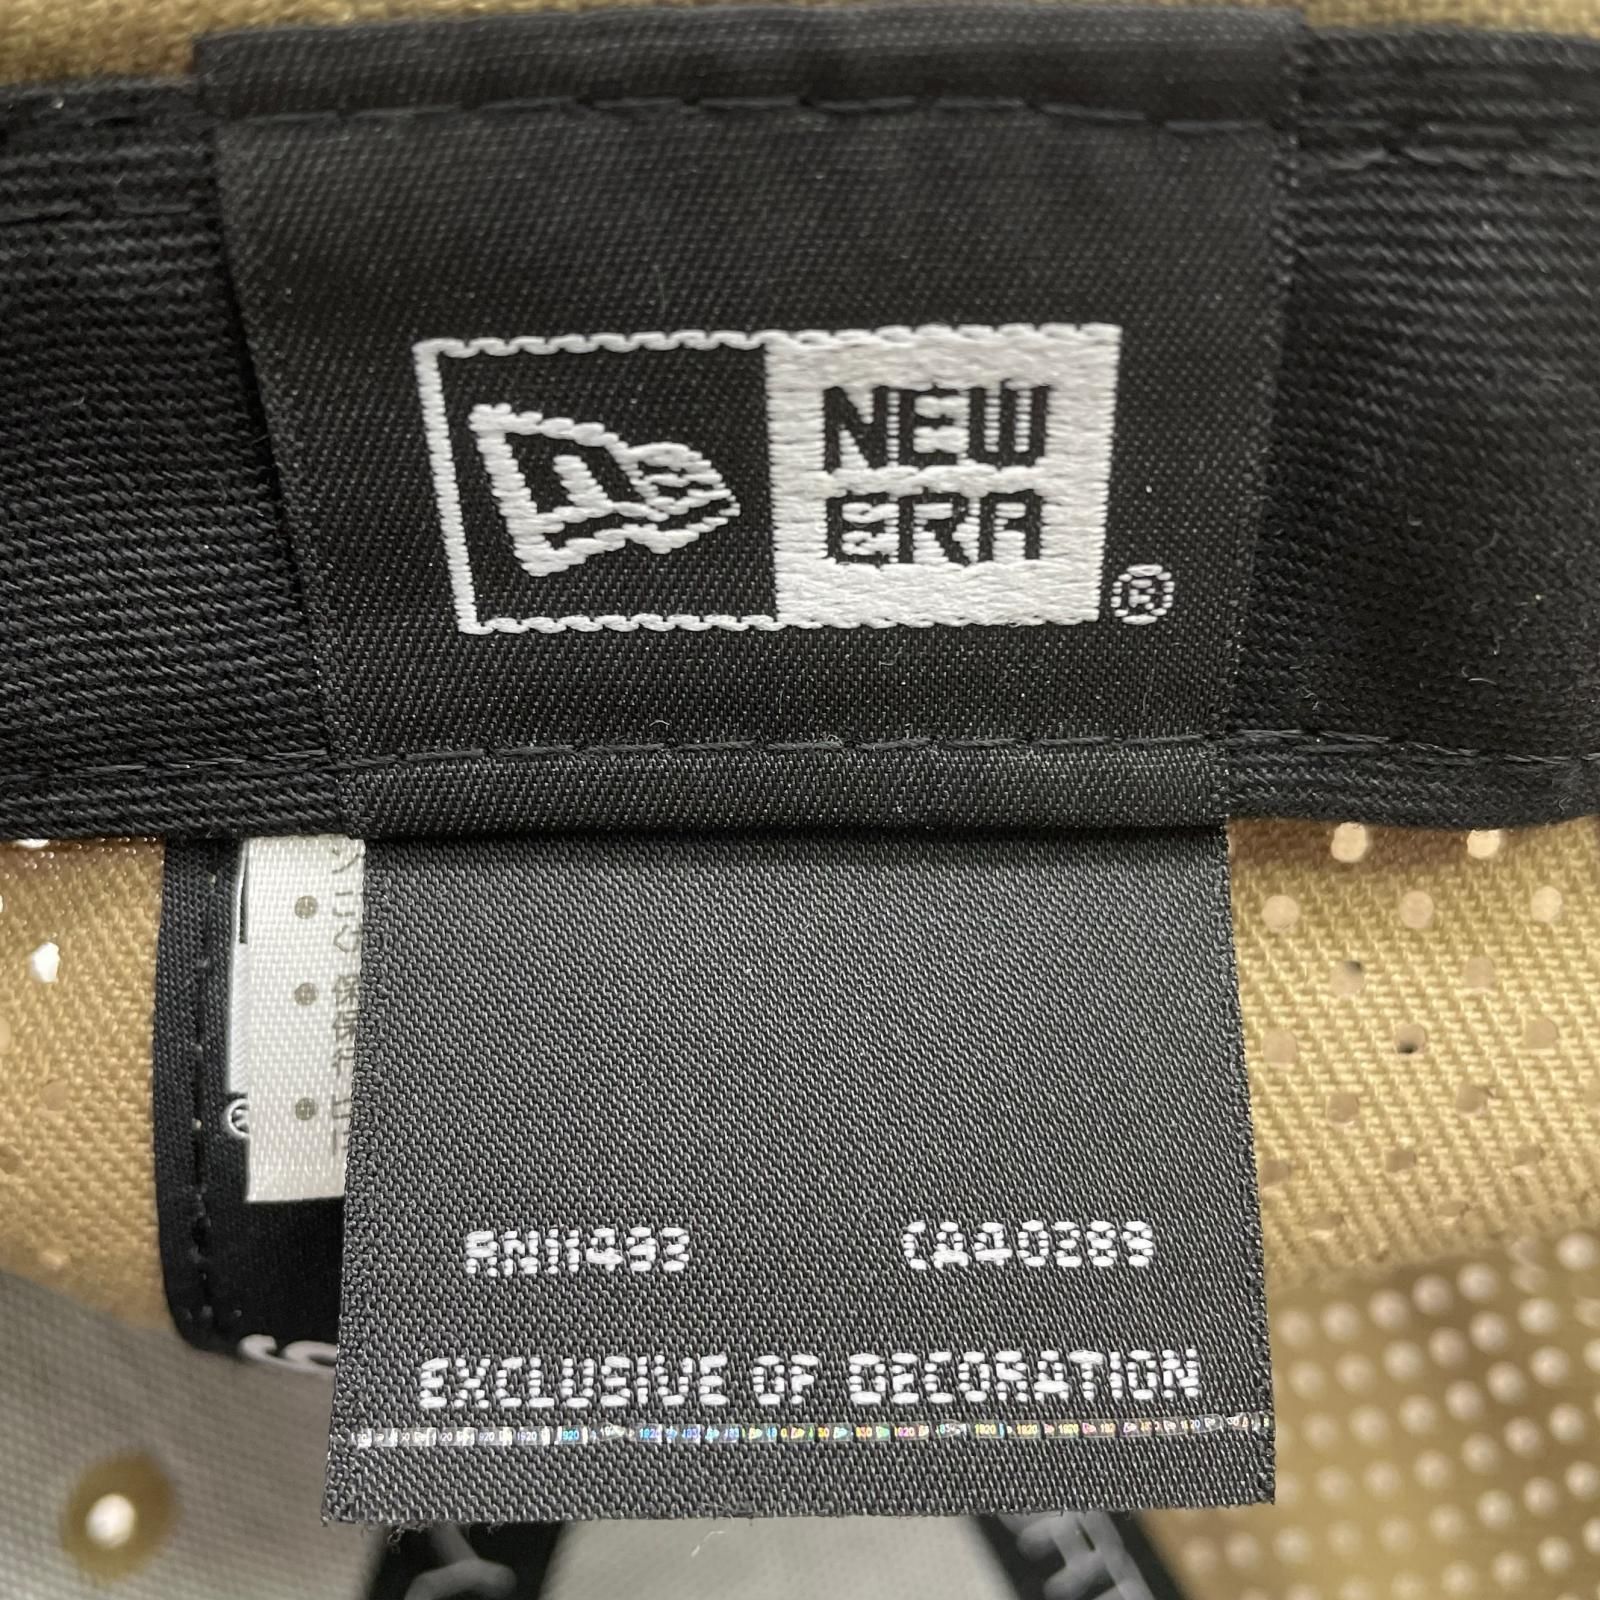 NEW
ERA
®
RN11493 CA40389
EXCLUSIVE OF DECORATION